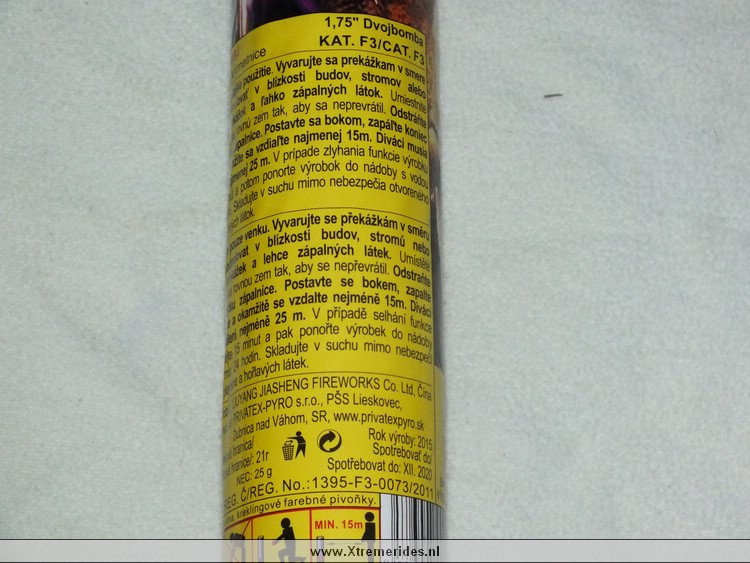 1,75" Dvojbomba
KAT. F3/CAT. F3
použitie. Vyvarujte sa prekážkam v smere
v blízkosti budov, stromov alebo
a ľahko zápalných látok. Umiestnite
rovnú zem tak, aby sa neprevrátil. Odstráňte
Postavte sa bokom, zapáľte koniec
sa vzdiaľte najmenej 15m. Diváci musia
25 m. V prípade zlyhania funkcie výrobku
a potom ponorte výrobok do nádoby s vodou
Skladujte v suchu mimo nebezpečia otvoreného
látok.
venku. Vyvarujte se překážkám v směru
v blízkosti budov, stromů nebo
a lehce zápalných látek. Umístěte
rovnou zem tak, aby se nepřevrátil. Odstraňte
zápalnice. Postavte se bokem, zapalte
a okamžitě se vzdalte nejméně 15m. Diváci
nejméně 25 m. V případě selhání funkce
minut a pak ponořte výrobek do nádoby
24 hodin. Skladujte v suchu mimo nebezpečí
a hořlavých látek.
JIASHENG FIREWORKS Co. Ltd, Čína
PRIVATEX-PYRO s.r.o., PŠS Lieskovec,
Dubnica nad Váhom, SR, www.privatexpyro.sk
Rok výroby: 2015
21r
Spotrebovať do/
NEC: 25 g
Spotřebovat do: XII. 2020
REG. Č/REG. No.:1395-F3-0073/2011
kreklingové farebné pivoňky.
MIN. 15m
www.Xtremerides.nl